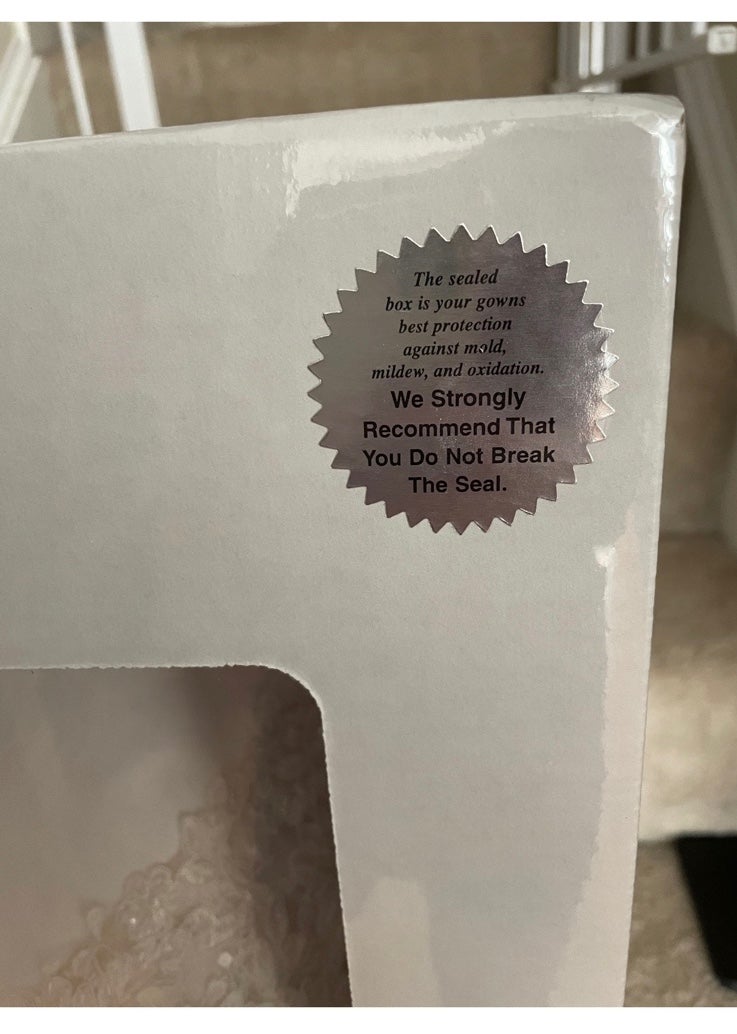 The sealed
box is your gowns
best protection
against mold,
mildew, and oxidation.
We Strongly
Recommend That
You Do Not Break
The Seal.